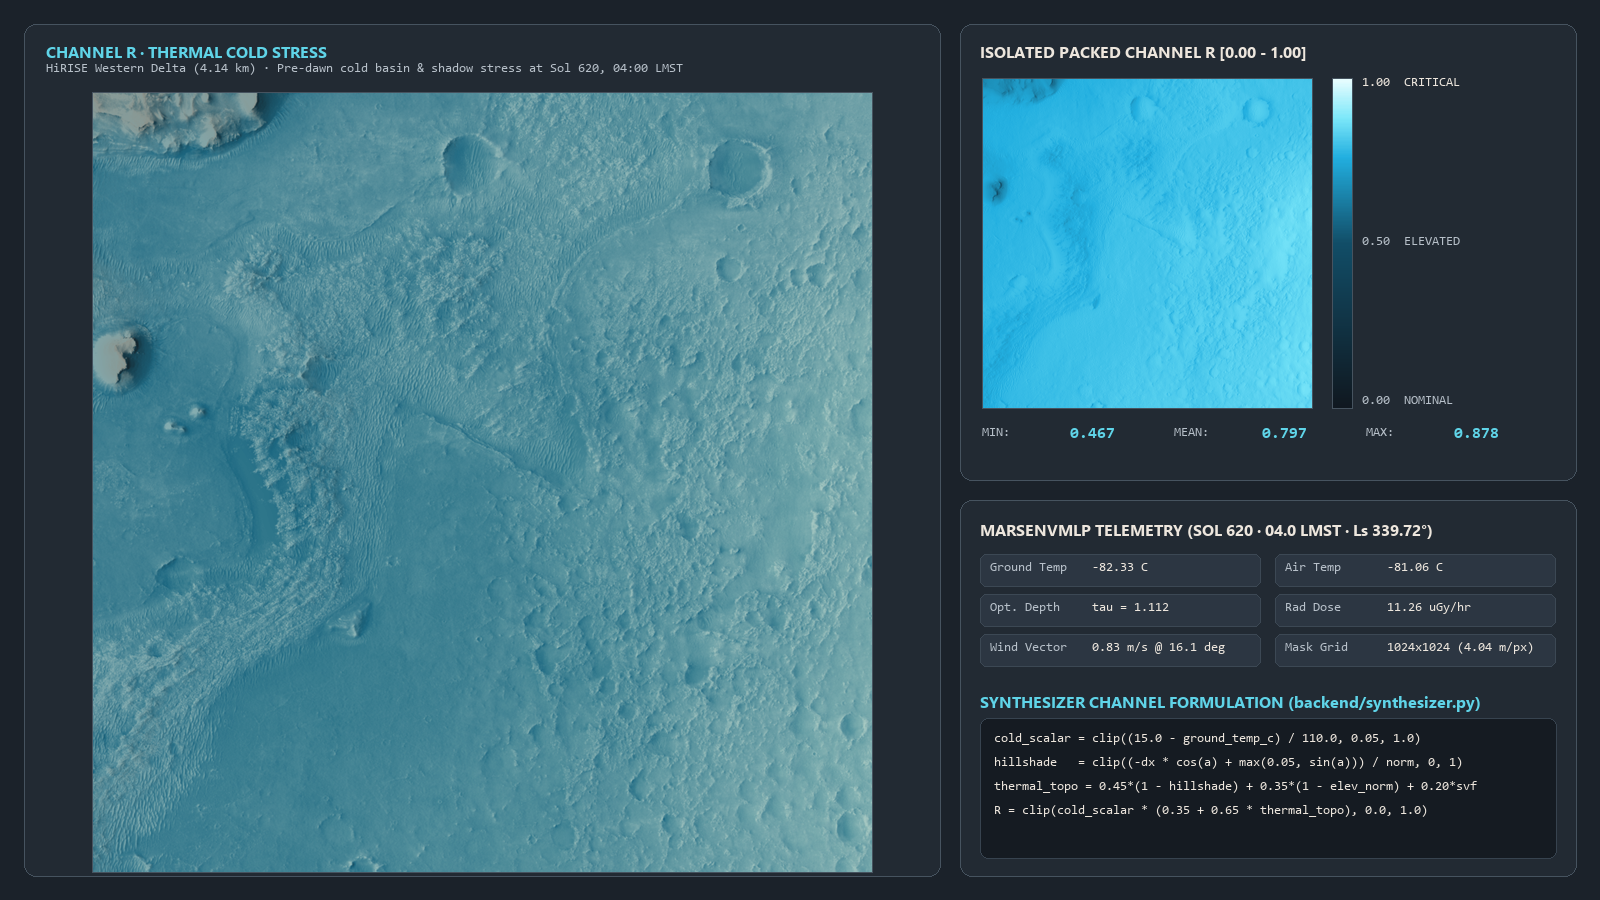 CHANNEL R · THERMAL COLD STRESS
HiRISE Western Delta (4.14 km) · Pre-dawn cold basin & shadow stress at Sol 620, 04:00 LMST
ISOLATED PACKED CHANNEL R [0.00 - 1.00]
1.00 CRITICAL
0.50 ELEVATED
0.00 NOMINAL
MIN: 0.467 MEAN: 0.797 MAX: 0.878
MARSENVMLP TELEMETRY (SOL 620 · 04.0 LMST · Ls 339.72°)
Ground Temp -82.33 C
Air Temp -81.06 C
Opt. Depth tau = 1.112
Rad Dose 11.26 uGy/hr
Wind Vector 0.83 m/s @ 16.1 deg
Mask Grid 1024x1024 (4.04 m/px)
SYNTHESIZER CHANNEL FORMULATION (backend/synthesizer.py)
cold_scalar = clip((15.0 - ground_temp_c) / 110.0, 0.05, 1.0)
hillshade = clip((-dx * cos(a) + max(0.05, sin(a))) / norm, 0, 1)
thermal_topo = 0.45*(1 - hillshade) + 0.35*(1 - elev_norm) + 0.20*svf
R = clip(cold_scalar * (0.35 + 0.65 * thermal_topo), 0.0, 1.0)